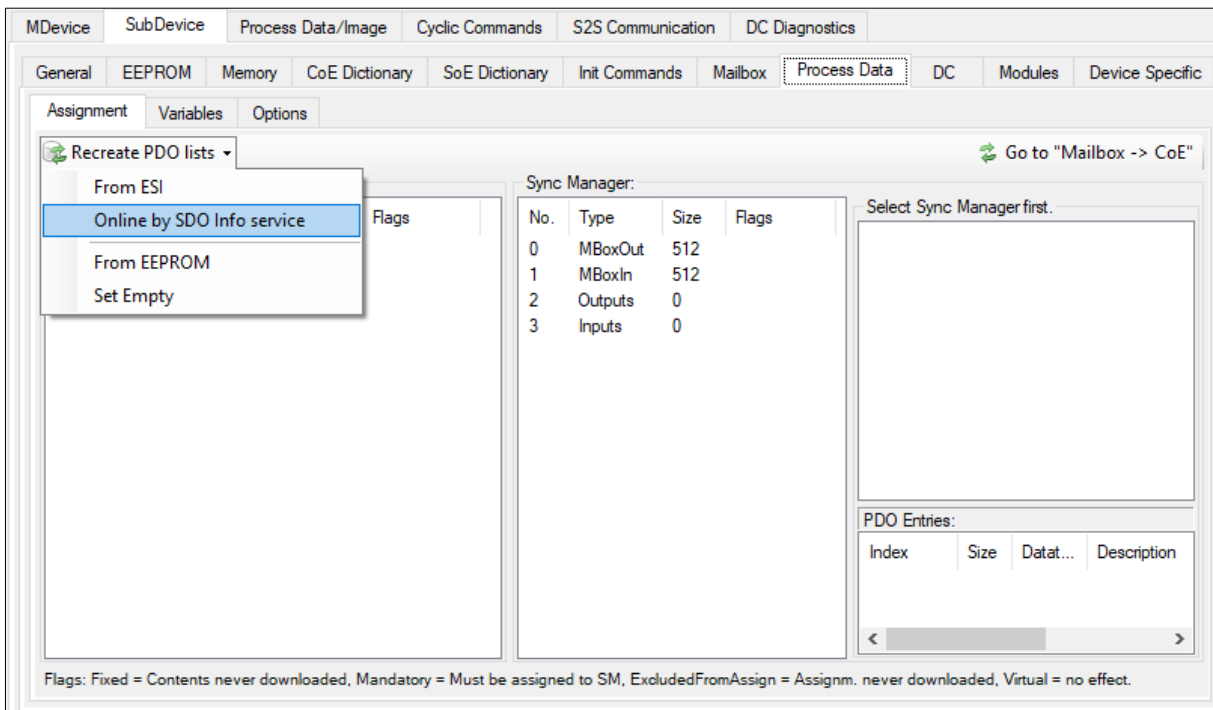 MDevice SubDevice Process Data/Image Cyclic Commands S2S Communication DC Diagnostics
General EEPROM Memory CoE Dictionary SoE Dictionary Init Commands Mailbox Process Data DC Modules Device Specific
Assignment Variables Options
Recreate PDO lists Go to "Mailbox -> CoE"
From ESI
Online by SDO Info service
From EEPROM
Set Empty
Flags
Sync Manager:
No. Type Size Flags
0 MBoxOut 512
1 MBoxIn 512
2 Outputs 0
3 Inputs 0
Select Sync Manager first.
PDO Entries:
Index Size Datat... Description
Flags: Fixed = Contents never downloaded, Mandatory = Must be assigned to SM, ExcludedFromAssign = Assignm. never downloaded, Virtual = no effect.